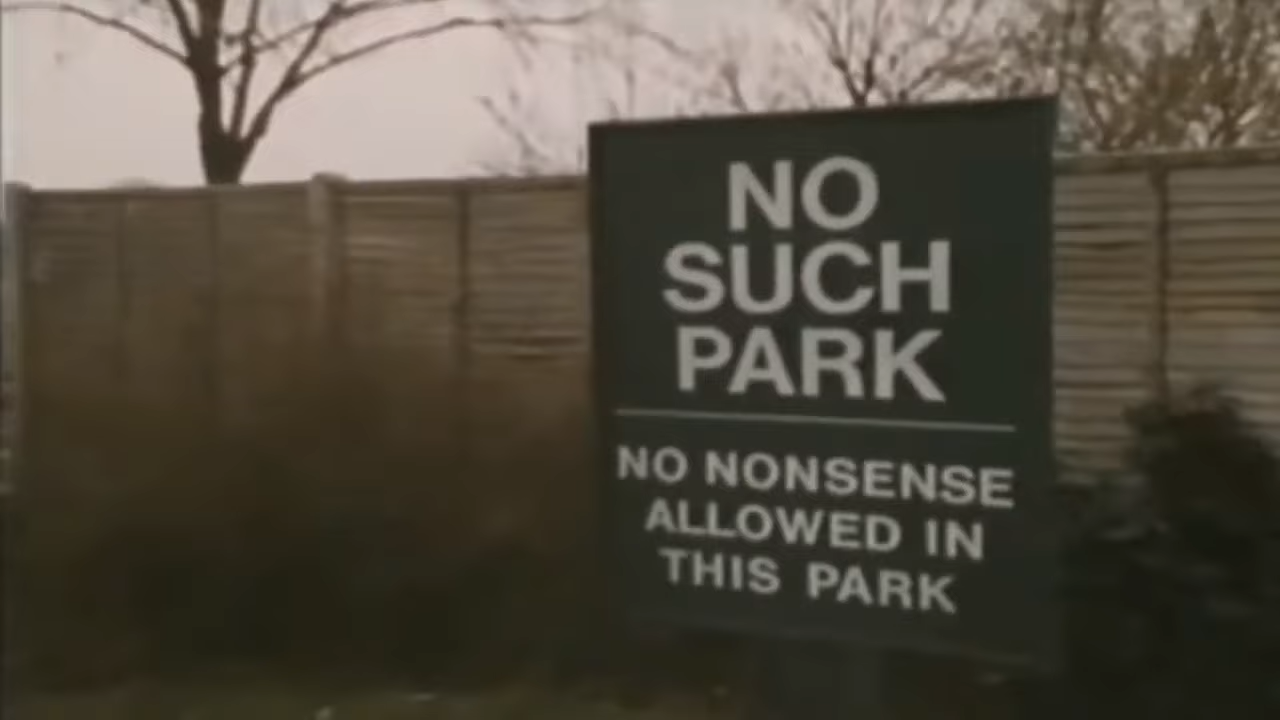 NO
SUCH
PARK
NO NONSENSE
ALLOWED IN
THIS PARK